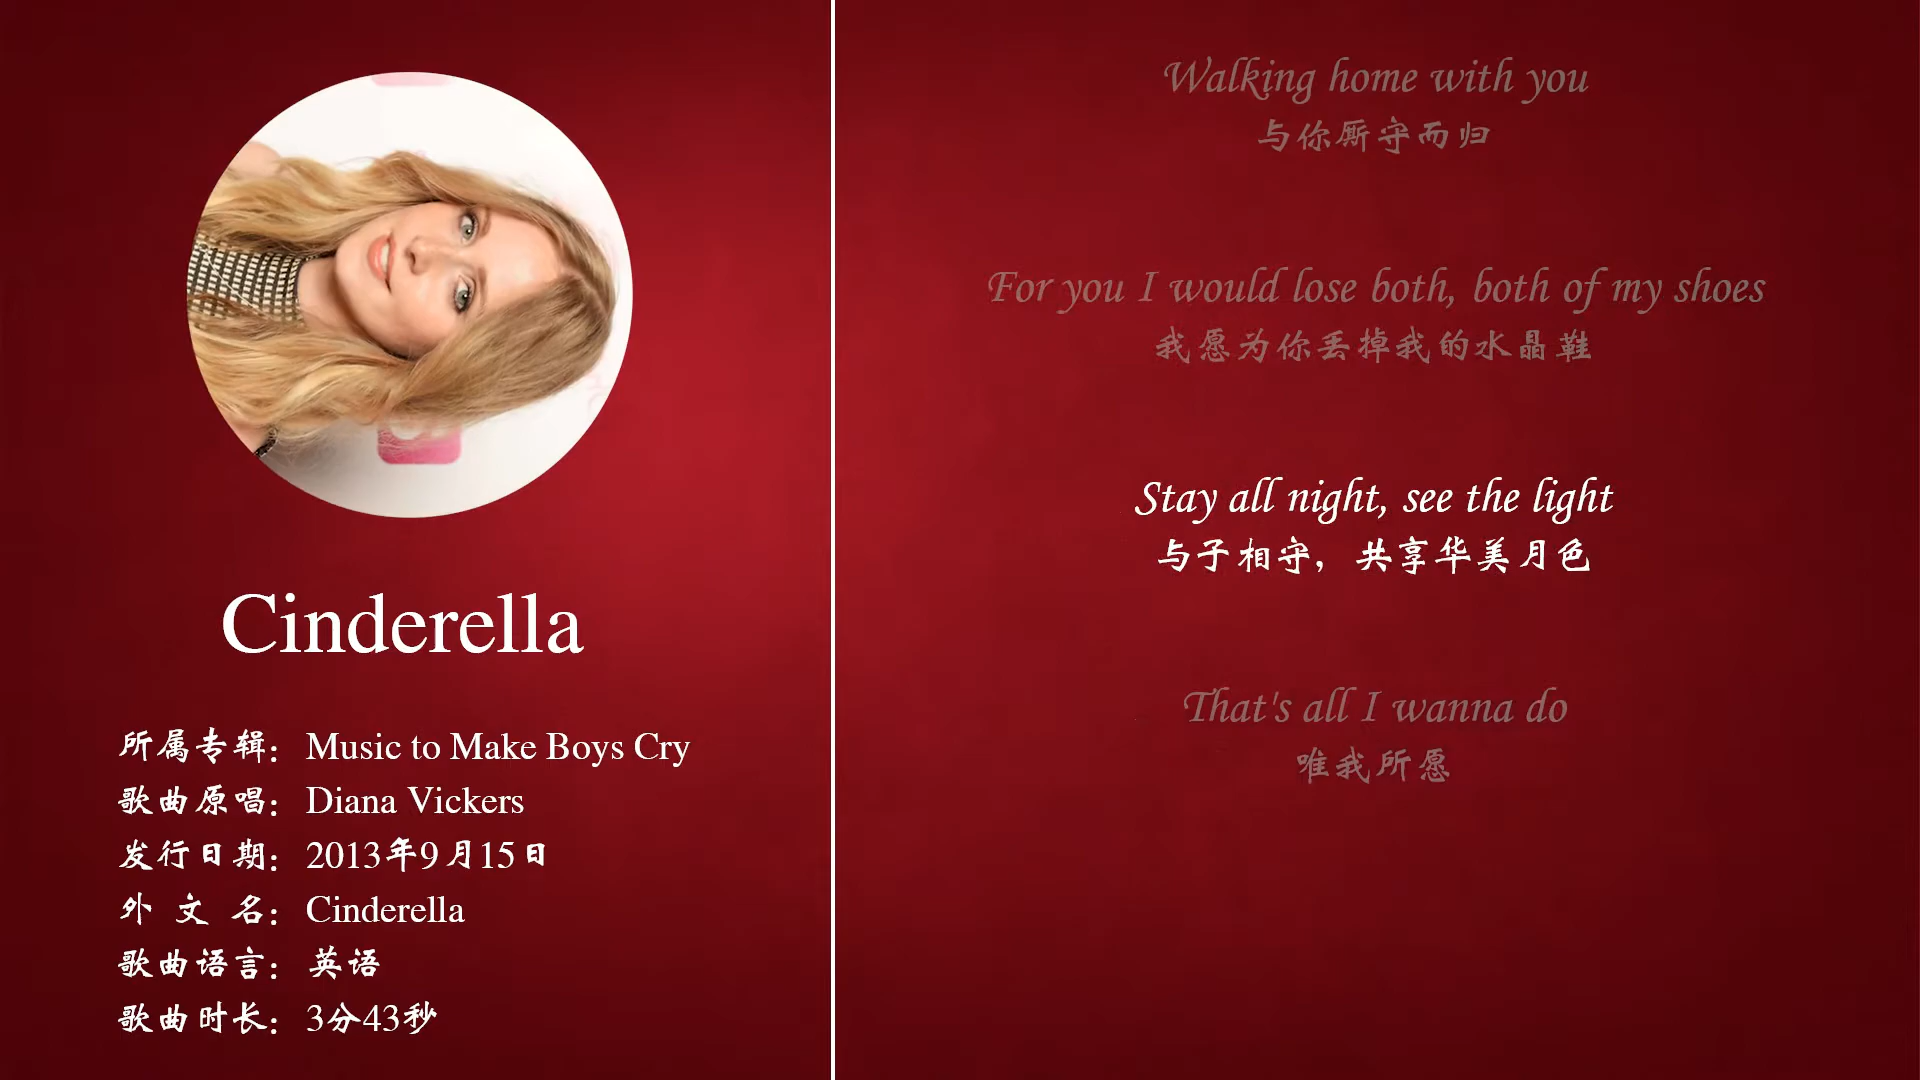 Cinderella
所属专辑：Music to Make Boys Cry
歌曲原唱：Diana Vickers
发行日期：2013年9月15日
外 文 名：Cinderella
歌曲语言：英语
歌曲时长：3分43秒
Walking home with you
与你厮守而归
For you I would lose both, both of my shoes
我愿为你丢掉我的水晶鞋
Stay all night, see the light
与子相守，共享华美月色
That's all I wanna do
唯我所愿